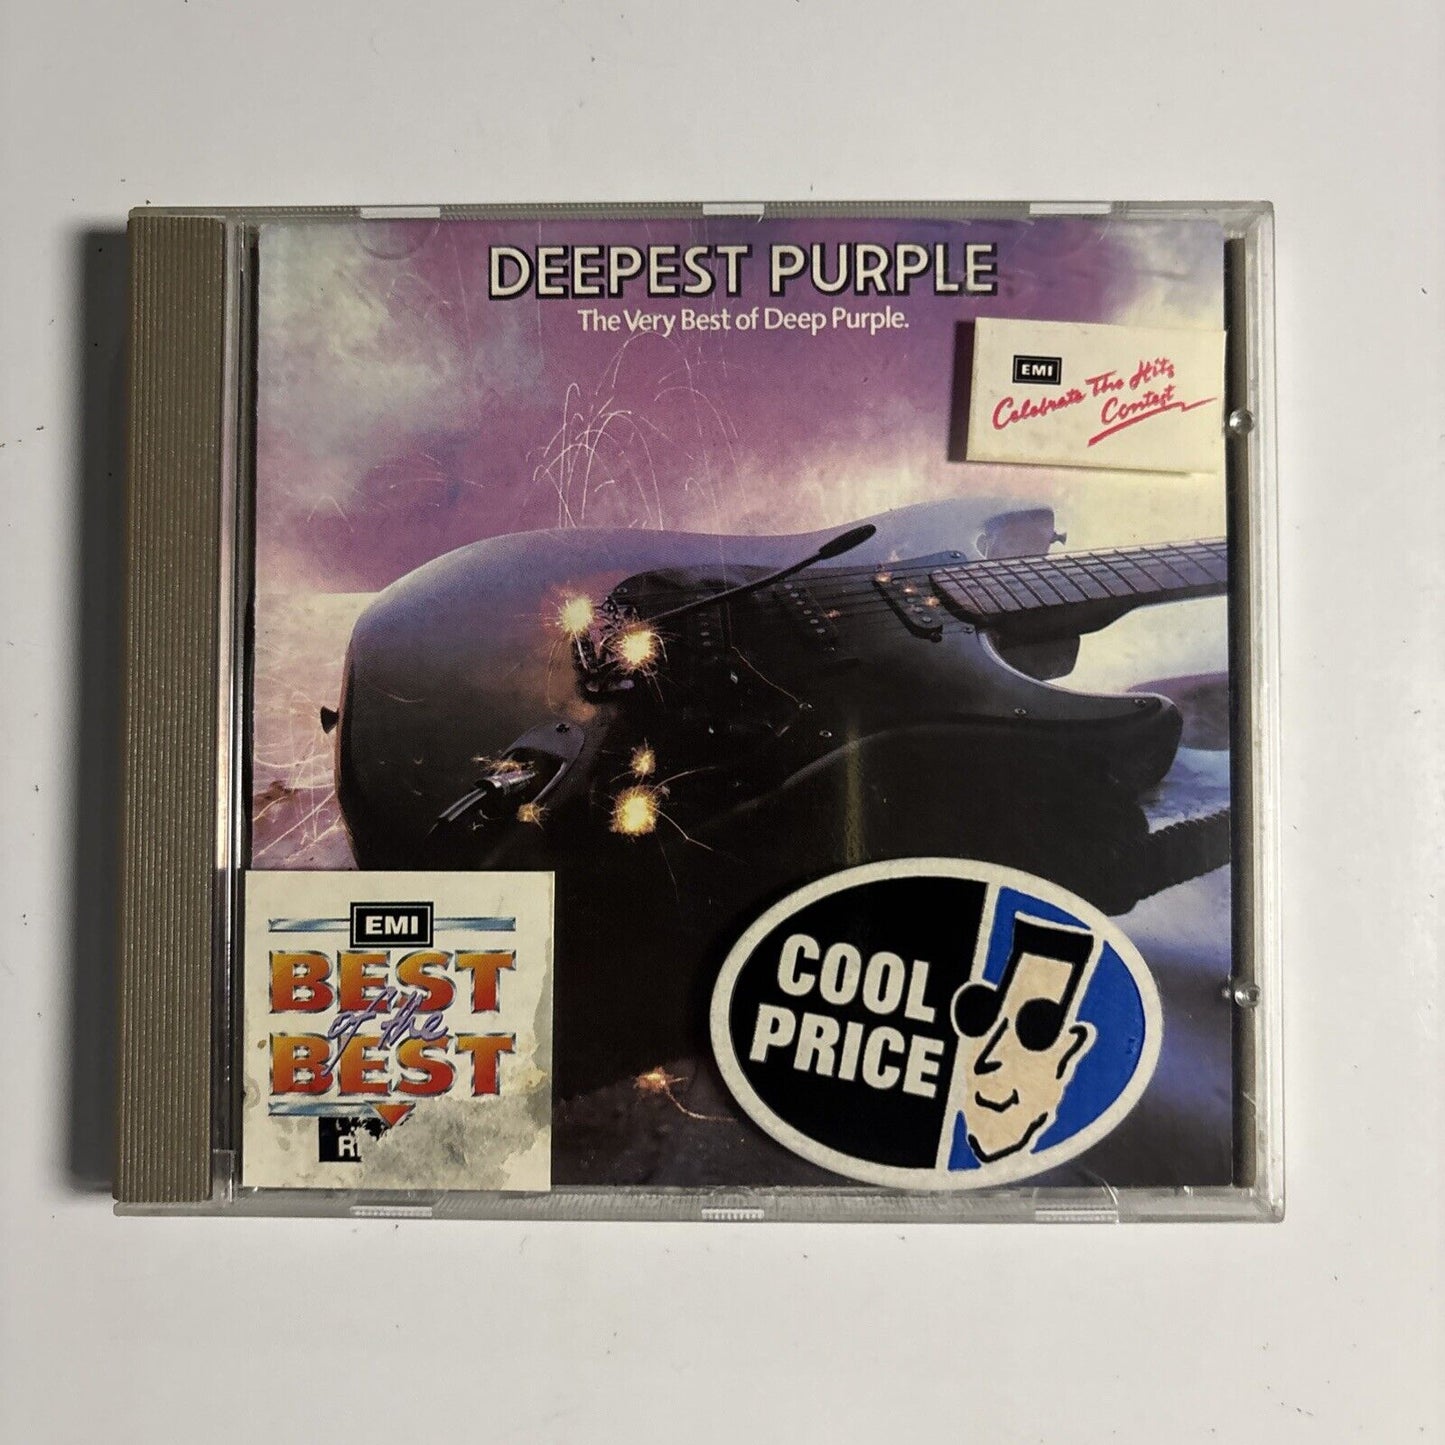 DEEPEST PURPLE
The Very Best of Deep Purple.
EMI
Celebrate The Hits
Contest
EMI
BEST
of the
BEST
COOL
PRICE